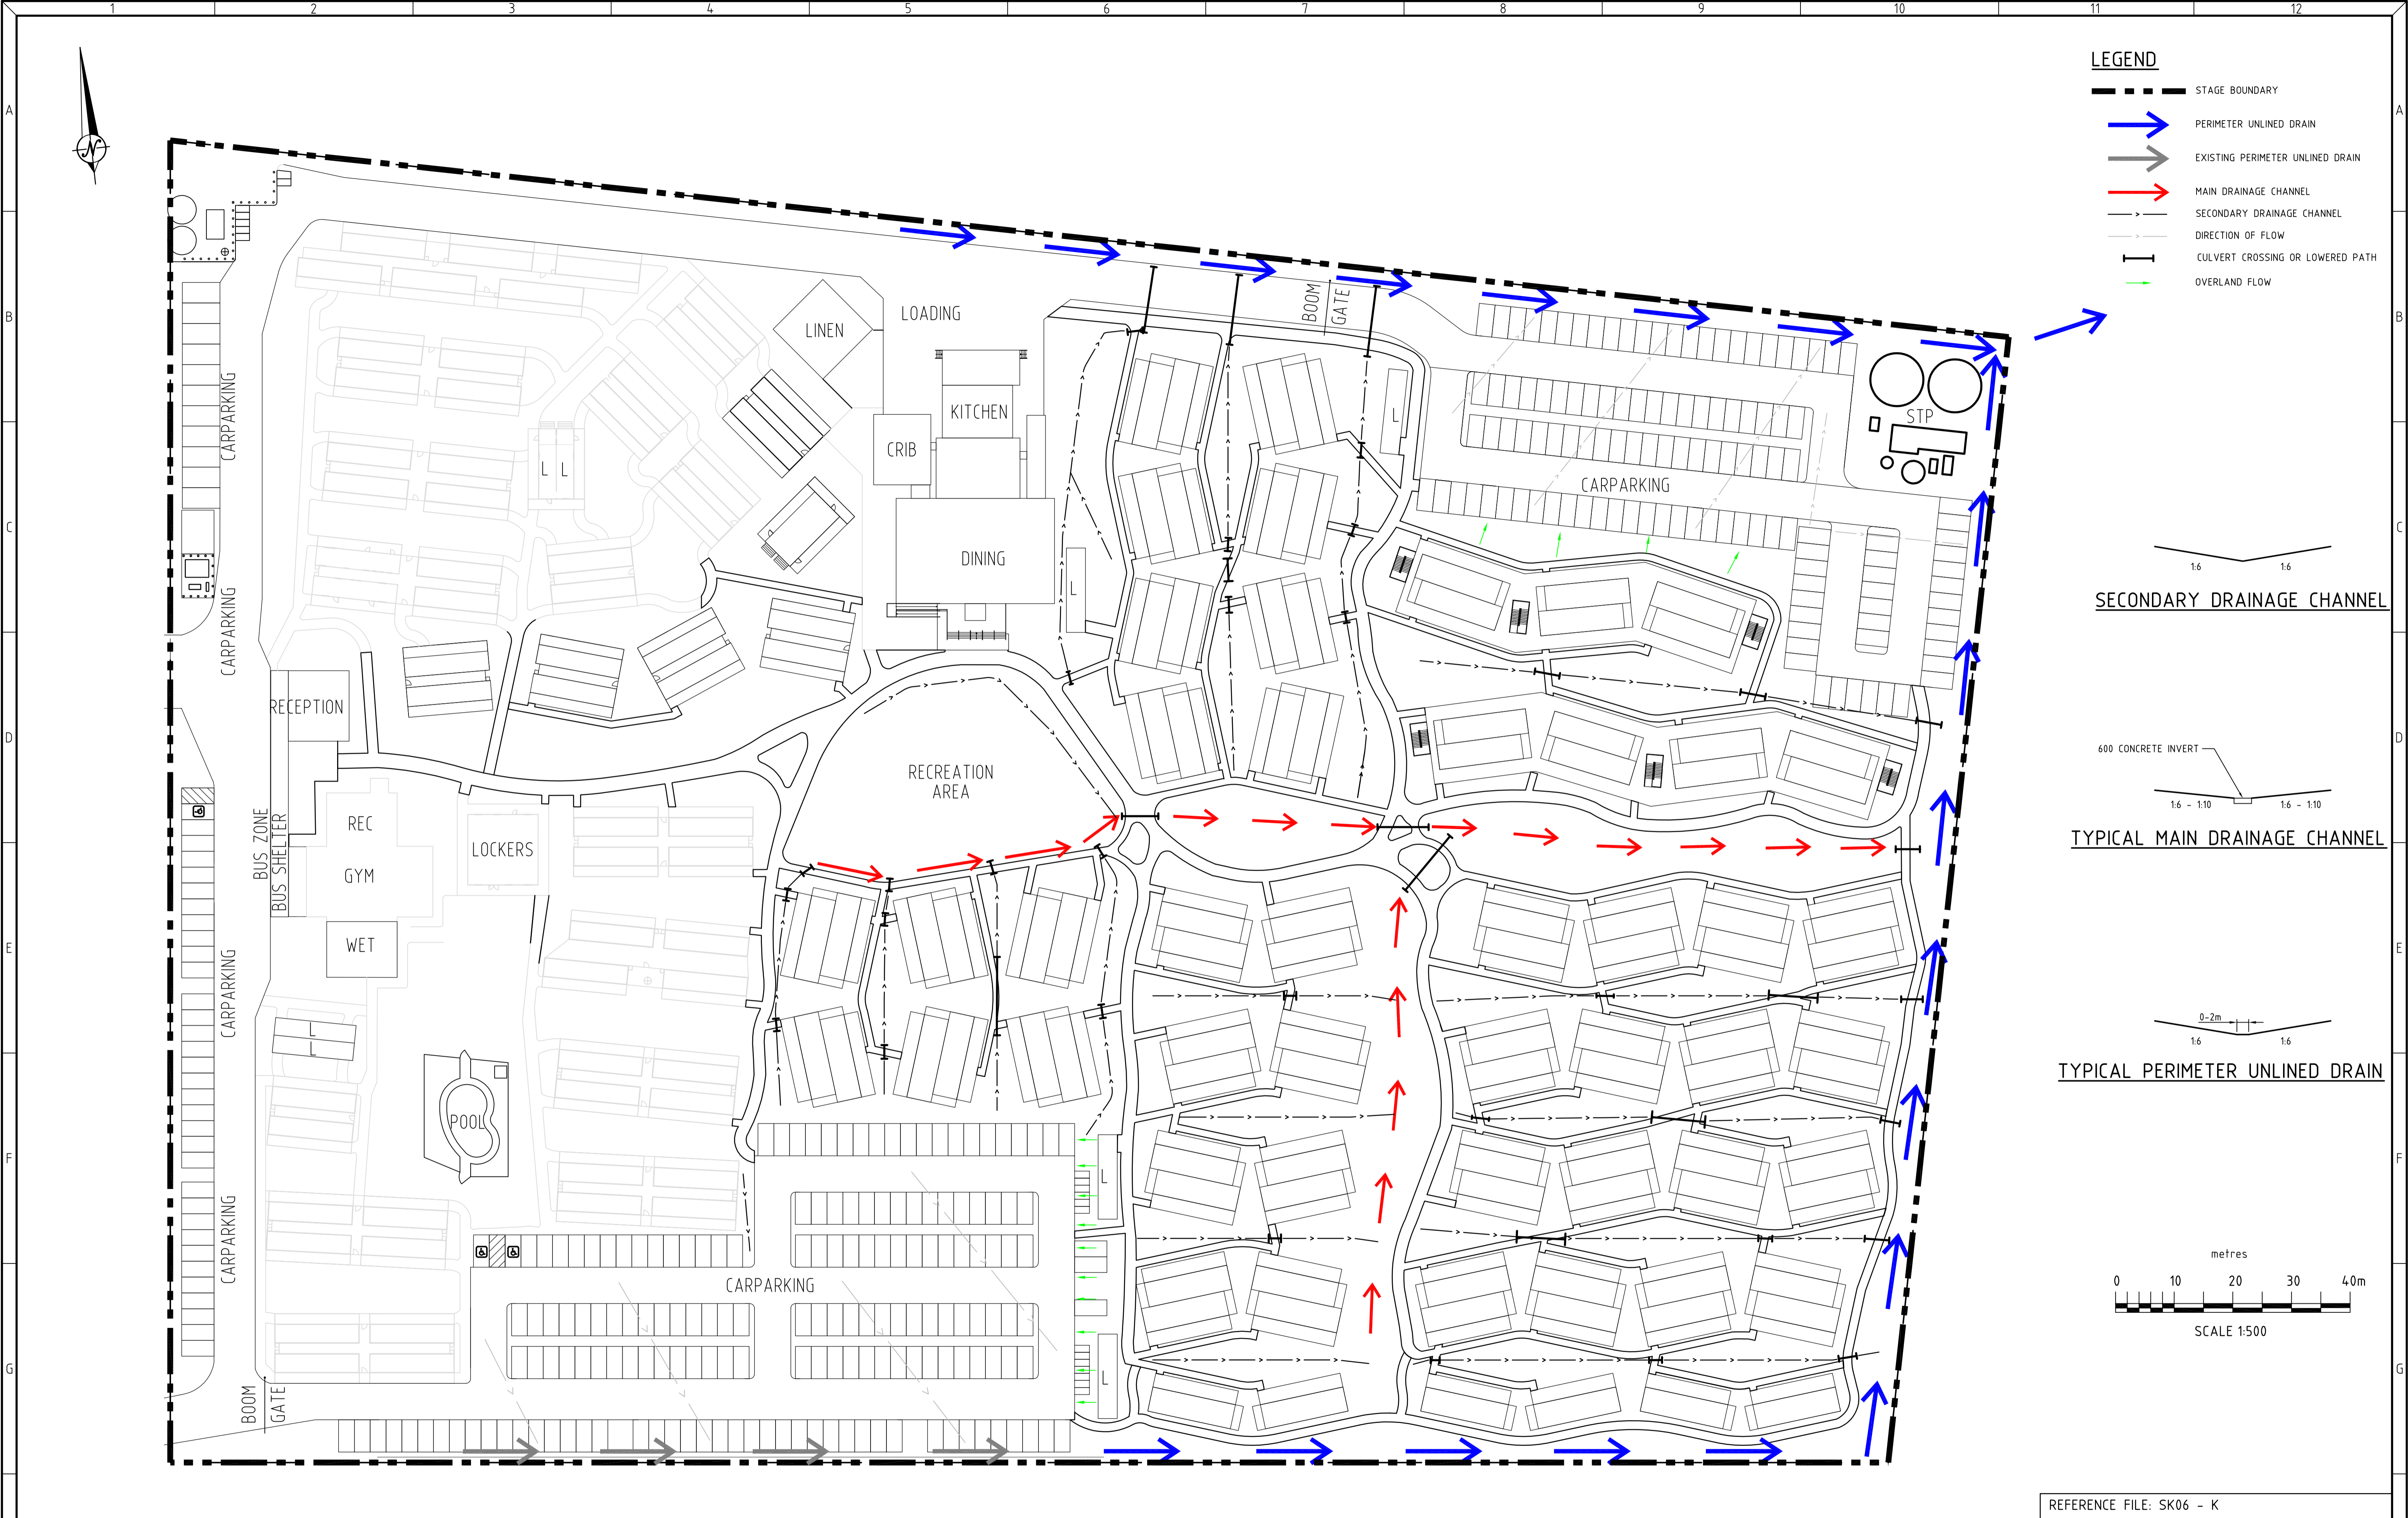 1 2 3 4 5 6 7 8 9 10 11 12
A A
B B
C C
D D
E E
F F
G G
N
LEGEND
STAGE BOUNDARY
PERIMETER UNLINED DRAIN
EXISTING PERIMETER UNLINED DRAIN
MAIN DRAINAGE CHANNEL
SECONDARY DRAINAGE CHANNEL
DIRECTION OF FLOW
CULVERT CROSSING OR LOWERED PATH
OVERLAND FLOW
LINEN
LOADING
BOOM
GATE
KITCHEN
CRIB
L
STP
CARPARKING
L L
CARPARKING
DINING
L
CARPARKING
1:6 1:6
SECONDARY DRAINAGE CHANNEL
RECEPTION
RECREATION
AREA
600 CONCRETE INVERT
1:6 - 1:10 1:6 - 1:10
TYPICAL MAIN DRAINAGE CHANNEL
BUS ZONE
BUS SHELTER
REC
LOCKERS
GYM
WET
CARPARKING
L
L
0-2m
1:6 1:6
TYPICAL PERIMETER UNLINED DRAIN
POOL
L
CARPARKING
CARPARKING
L
BOOM
GATE
metres
0 10 20 30 40m
SCALE 1:500
REFERENCE FILE: SK06 - K